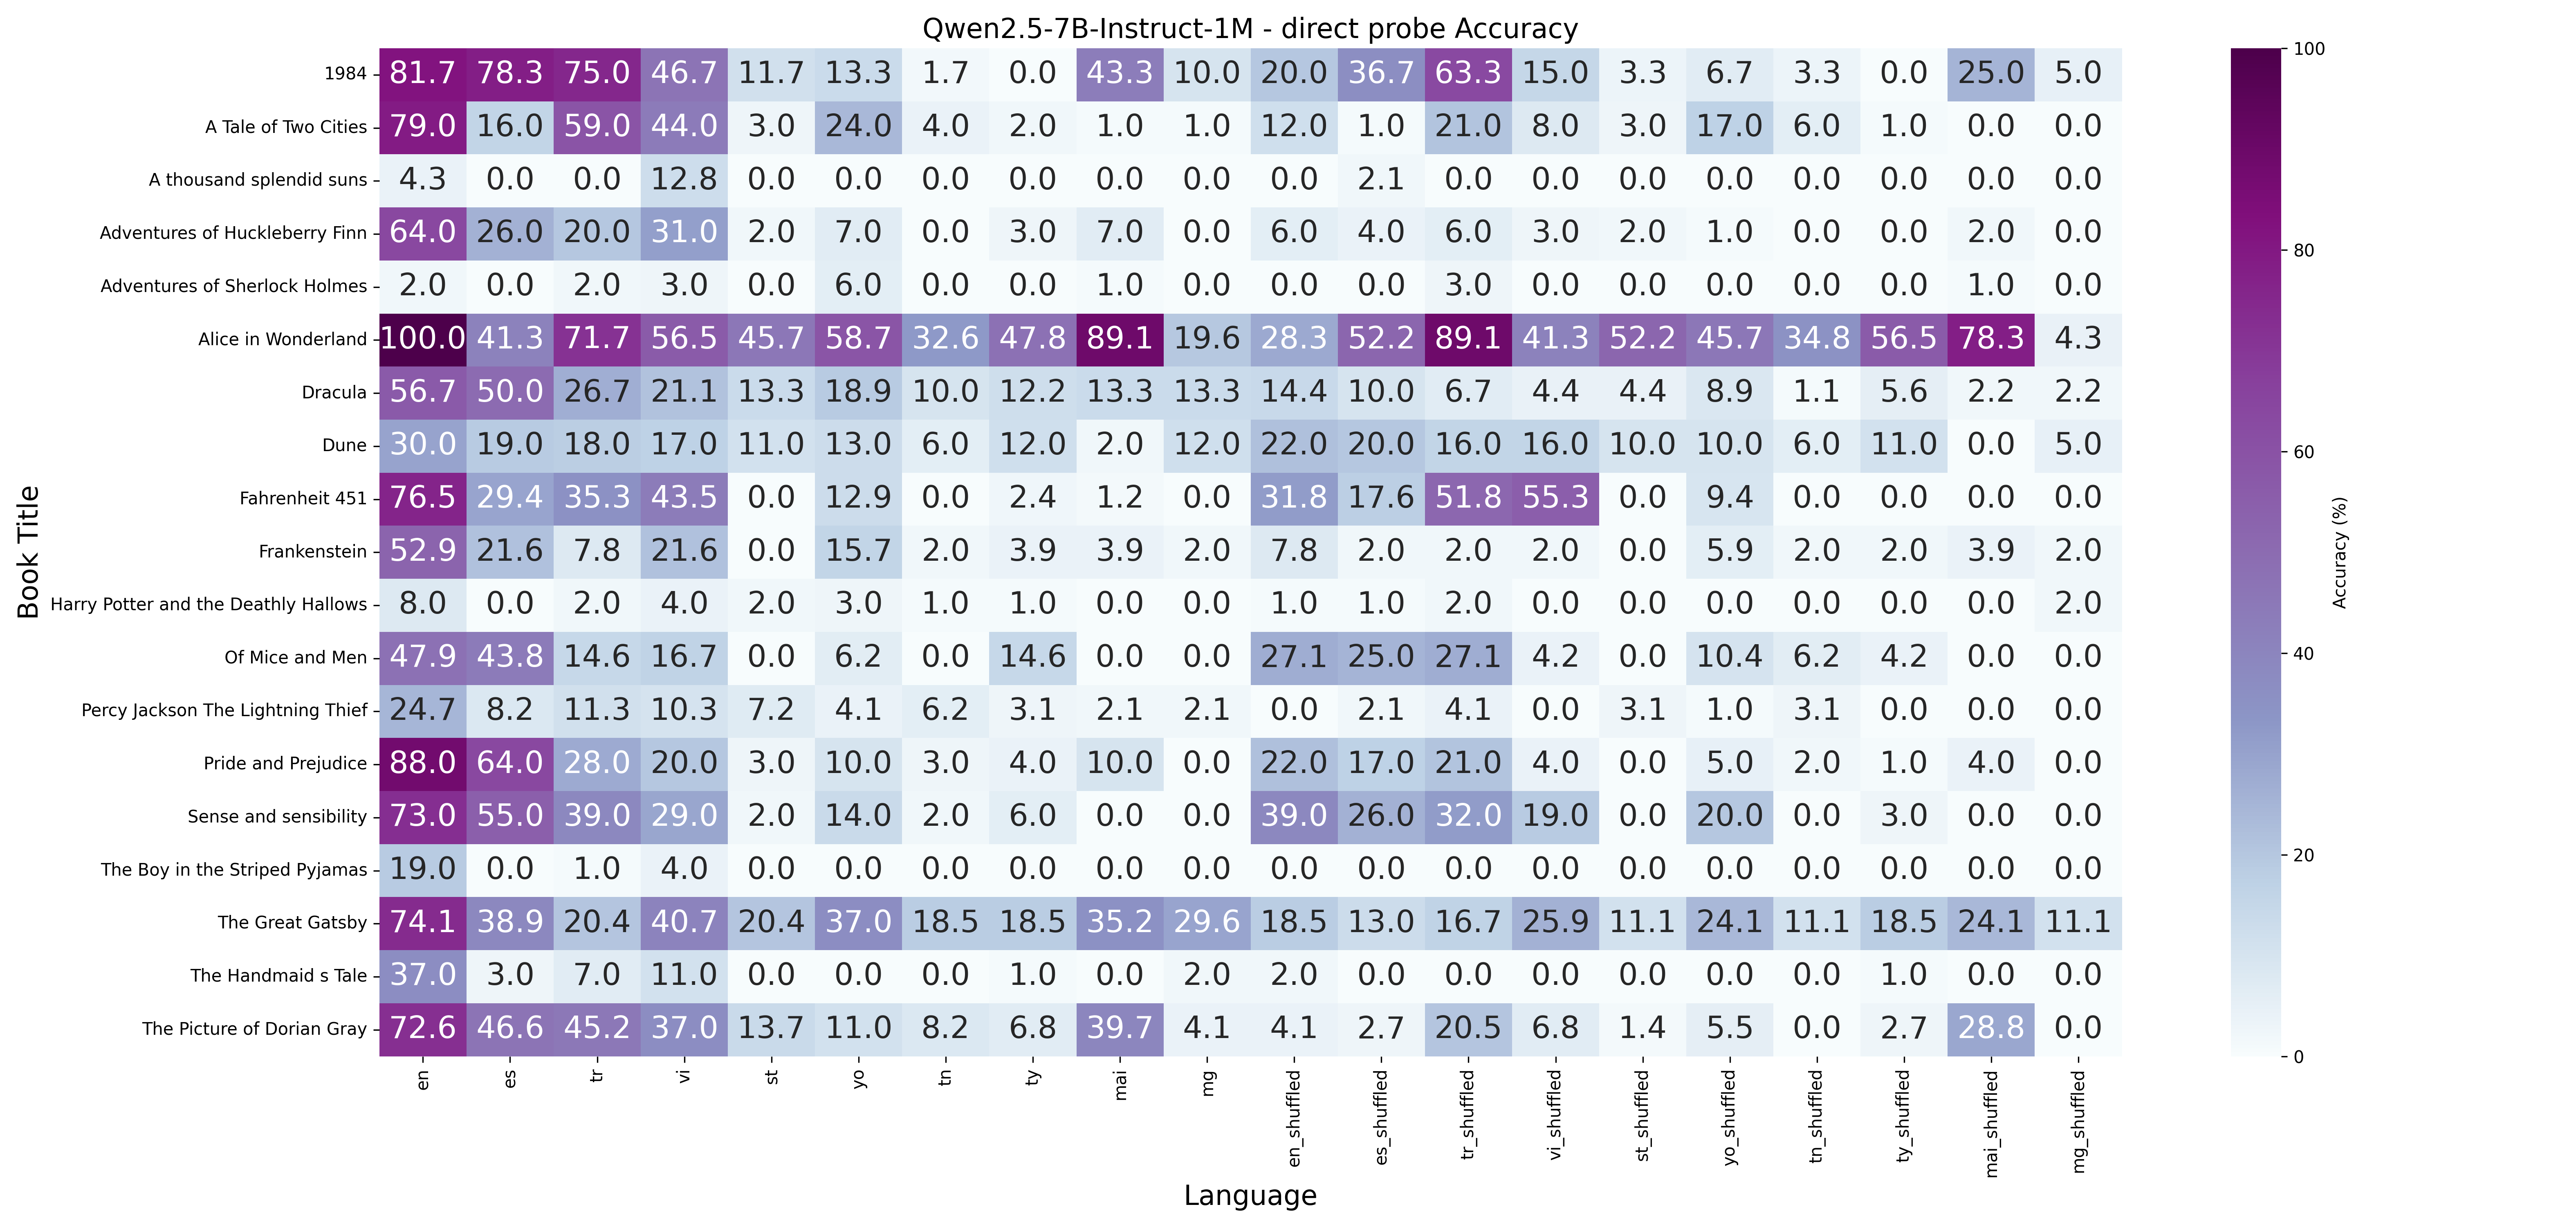 Qwen2.5-7B-Instruct-1M - direct probe Accuracy
1984 81.7 78.3 75.0 46.7 11.7 13.3 1.7 0.0 43.3 10.0 20.0 36.7 63.3 15.0 3.3 6.7 3.3 0.0 25.0 5.0
A Tale of Two Cities 79.0 16.0 59.0 44.0 3.0 24.0 4.0 2.0 1.0 1.0 12.0 1.0 21.0 8.0 3.0 17.0 6.0 1.0 0.0 0.0
A thousand splendid suns 4.3 0.0 0.0 12.8 0.0 0.0 0.0 0.0 0.0 0.0 0.0 2.1 0.0 0.0 0.0 0.0 0.0 0.0 0.0 0.0
Adventures of Huckleberry Finn 64.0 26.0 20.0 31.0 2.0 7.0 0.0 3.0 7.0 0.0 6.0 4.0 6.0 3.0 2.0 1.0 0.0 0.0 2.0 0.0
Adventures of Sherlock Holmes 2.0 0.0 2.0 3.0 0.0 6.0 0.0 0.0 1.0 0.0 0.0 0.0 3.0 0.0 0.0 0.0 0.0 0.0 1.0 0.0
Alice in Wonderland 100.0 41.3 71.7 56.5 45.7 58.7 32.6 47.8 89.1 19.6 28.3 52.2 89.1 41.3 52.2 45.7 34.8 56.5 78.3 4.3
Dracula 56.7 50.0 26.7 21.1 13.3 18.9 10.0 12.2 13.3 13.3 14.4 10.0 6.7 4.4 4.4 8.9 1.1 5.6 2.2 2.2
Dune 30.0 19.0 18.0 17.0 11.0 13.0 6.0 12.0 2.0 12.0 22.0 20.0 16.0 16.0 10.0 10.0 6.0 11.0 0.0 5.0
Fahrenheit 451 76.5 29.4 35.3 43.5 0.0 12.9 0.0 2.4 1.2 0.0 31.8 17.6 51.8 55.3 0.0 9.4 0.0 0.0 0.0 0.0
Frankenstein 52.9 21.6 7.8 21.6 0.0 15.7 2.0 3.9 3.9 2.0 7.8 2.0 2.0 2.0 0.0 5.9 2.0 2.0 3.9 2.0
Harry Potter and the Deathly Hallows 8.0 0.0 2.0 4.0 2.0 3.0 1.0 1.0 0.0 0.0 1.0 1.0 2.0 0.0 0.0 0.0 0.0 0.0 0.0 2.0
Of Mice and Men 47.9 43.8 14.6 16.7 0.0 6.2 0.0 14.6 0.0 0.0 27.1 25.0 27.1 4.2 0.0 10.4 6.2 4.2 0.0 0.0
Percy Jackson The Lightning Thief 24.7 8.2 11.3 10.3 7.2 4.1 6.2 3.1 2.1 2.1 0.0 2.1 4.1 0.0 3.1 1.0 3.1 0.0 0.0 0.0
Pride and Prejudice 88.0 64.0 28.0 20.0 3.0 10.0 3.0 4.0 10.0 0.0 22.0 17.0 21.0 4.0 0.0 5.0 2.0 1.0 4.0 0.0
Sense and sensibility 73.0 55.0 39.0 29.0 2.0 14.0 2.0 6.0 0.0 0.0 39.0 26.0 32.0 19.0 0.0 20.0 0.0 3.0 0.0 0.0
The Boy in the Striped Pyjamas 19.0 0.0 1.0 4.0 0.0 0.0 0.0 0.0 0.0 0.0 0.0 0.0 0.0 0.0 0.0 0.0 0.0 0.0 0.0 0.0
The Great Gatsby 74.1 38.9 20.4 40.7 20.4 37.0 18.5 18.5 35.2 29.6 18.5 13.0 16.7 25.9 11.1 24.1 11.1 18.5 24.1 11.1
The Handmaid s Tale 37.0 3.0 7.0 11.0 0.0 0.0 0.0 1.0 0.0 2.0 2.0 0.0 0.0 0.0 0.0 0.0 0.0 1.0 0.0 0.0
The Picture of Dorian Gray 72.6 46.6 45.2 37.0 13.7 11.0 8.2 6.8 39.7 4.1 4.1 2.7 20.5 6.8 1.4 5.5 0.0 2.7 28.8 0.0
en es tr vi st yo tn ty mai mg en_shuffled es_shuffled tr_shuffled vi_shuffled st_shuffled yo_shuffled tn_shuffled ty_shuffled mai_shuffled mg_shuffled
Language
Book Title
100
80
60
40
20
0
Accuracy (%)